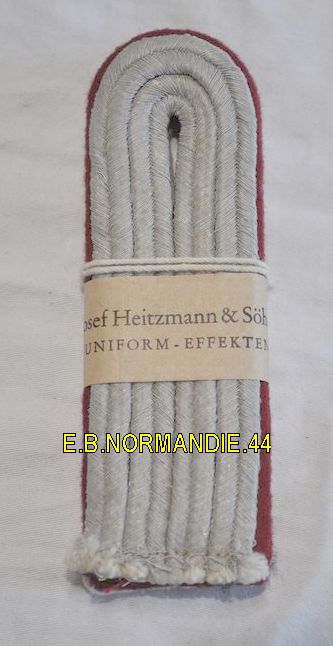 osef Heitzmann & Söh
UNIFORM - EFFEKTEN
E.B.NORMANDIE.44